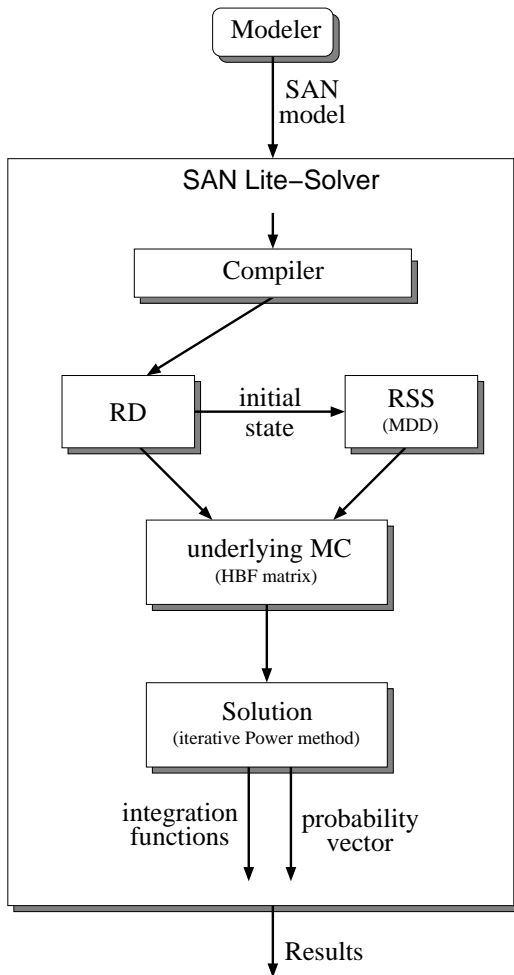 Modeler
SAN
model
SAN Lite−Solver
Compiler
RD
initial
state
RSS
(MDD)
underlying MC
(HBF matrix)
Solution
(iterative Power method)
integration
functions
probability
vector
Results